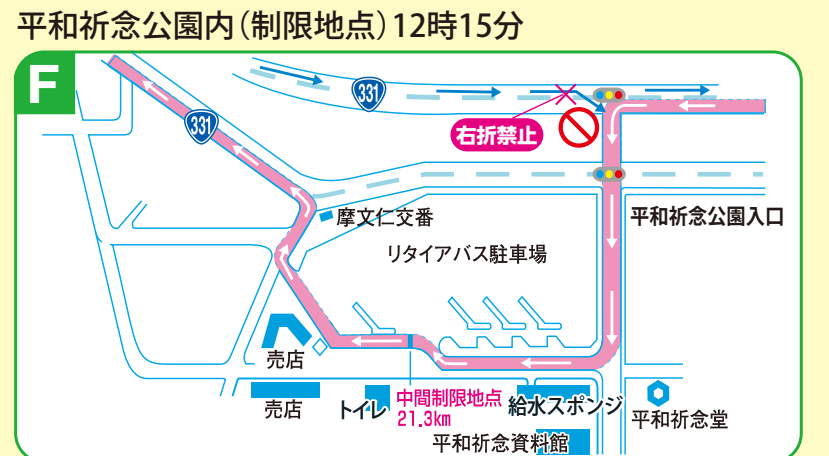 平和祈念公園内(制限地点)12時15分
F
331
331
右折禁止
平和祈念公園入口
摩文仁交番
リタイアバス駐車場
売店
売店
トイレ
中間制限地点
21.3km
給水スポンジ
平和祈念堂
平和祈念資料館